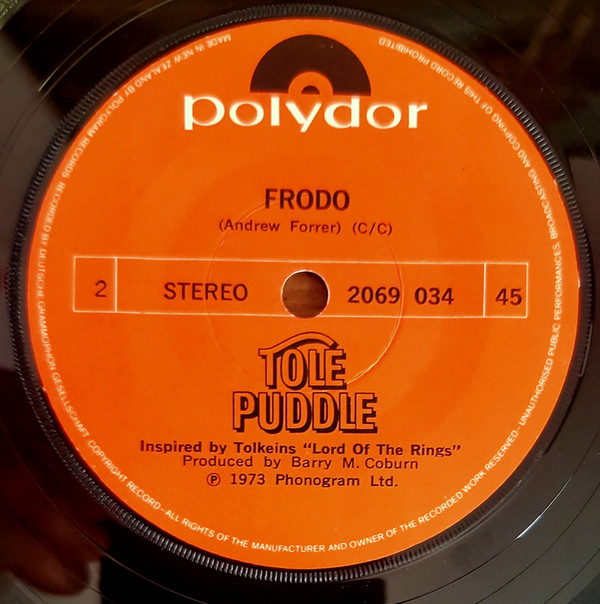 polydor
FRODO
(Andrew Forrer) (C/C)
2 STEREO 2069 034 45
TOLE
PUDDLE
Inspired by Tolkeins "Lord Of The Rings"
Produced by Barry M. Coburn
℗ 1973 Phonogram Ltd.
MADE IN NEW ZEALAND BY POLYGRAM RECORDS. RECORDED BY DEUTSCHE GRAMMOPHON GESELLSCHAFT COPYRIGHT RECORD – ALL RIGHTS OF THE MANUFACTURER AND OWNER OF THE RECORDED WORK RESERVED – UNAUTHORISED PUBLIC PERFORMANCES, BROADCASTING AND COPYING OF THIS RECORD PROHIBITED